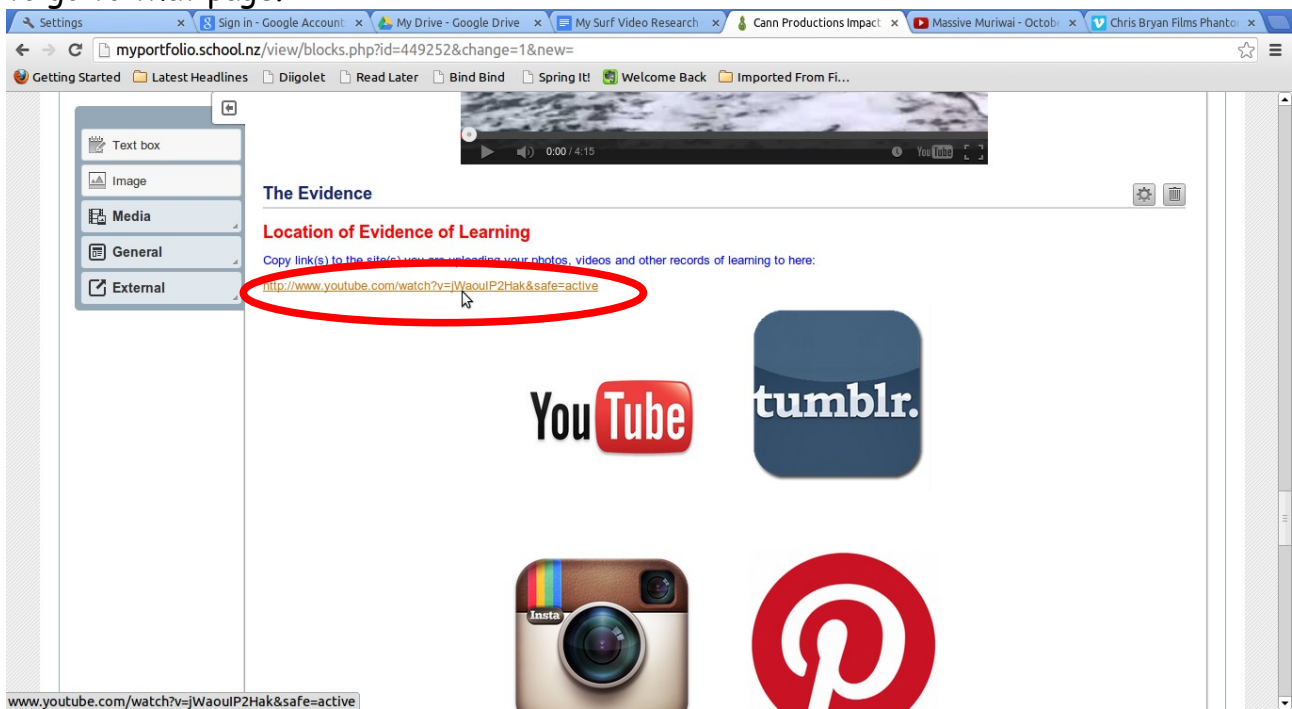 Settings
Sign in - Google Account:
My Drive - Google Drive
My Surf Video Research
Cann Productions Impact
Massive Muriwai - Octobe
Chris Bryan Films Phantor
myportfolio.school.nz/view/blocks.php?id=449252&change=1&new=
Getting Started Latest Headlines Diigolet Read Later Bind Bind Spring It! Welcome Back Imported From Fi...
Text box
Image
Media
General
External
0:00 / 4:15
YouTube
The Evidence
Location of Evidence of Learning
Copy link(s) to the site(s) you are uploading your photos, videos and other records of learning to here:
http://www.youtube.com/watch?v=jWaouIP2Hak&safe=active
YouTube
tumblr.
Insta
www.youtube.com/watch?v=jWaouIP2Hak&safe=active